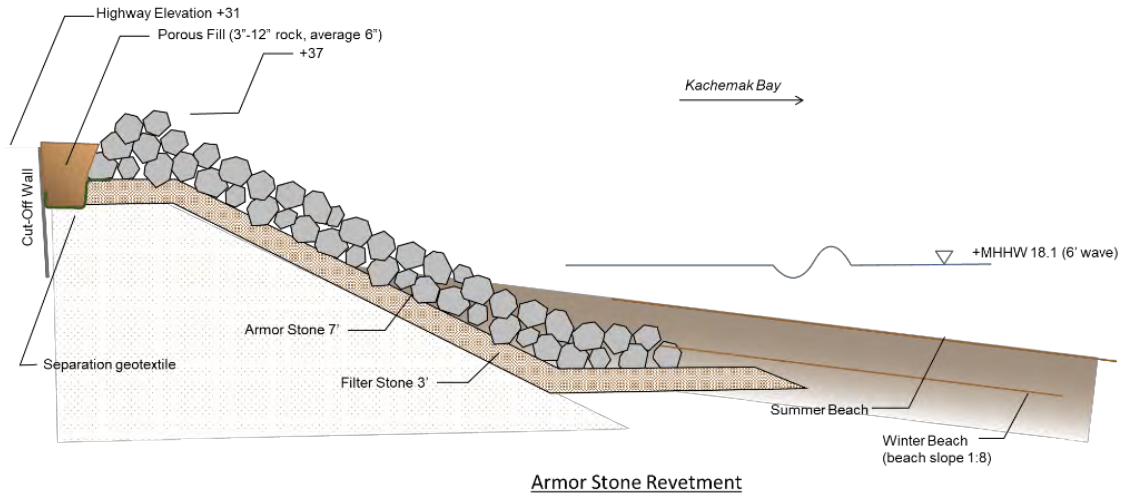 Highway Elevation +31
Porous Fill (3”-12” rock, average 6”)
+37
Kachemak Bay
Cut-Off Wall
+MHHW 18.1 (6’ wave)
Armor Stone 7’
Separation geotextile
Filter Stone 3’
Summer Beach
Winter Beach
(beach slope 1:8)
Armor Stone Revetment